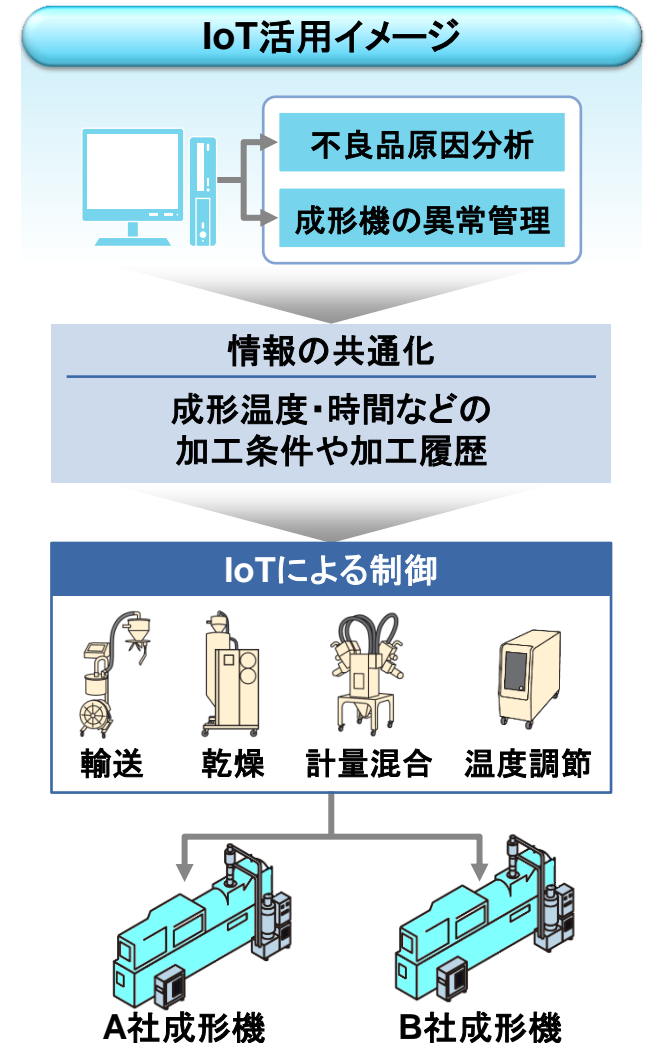 IoT活用イメージ
不良品原因分析
成形機の異常管理
情報の共通化
成形温度・時間などの
加工条件や加工履歴
IoTによる制御
輸送
乾燥
計量混合
温度調節
A社成形機
B社成形機